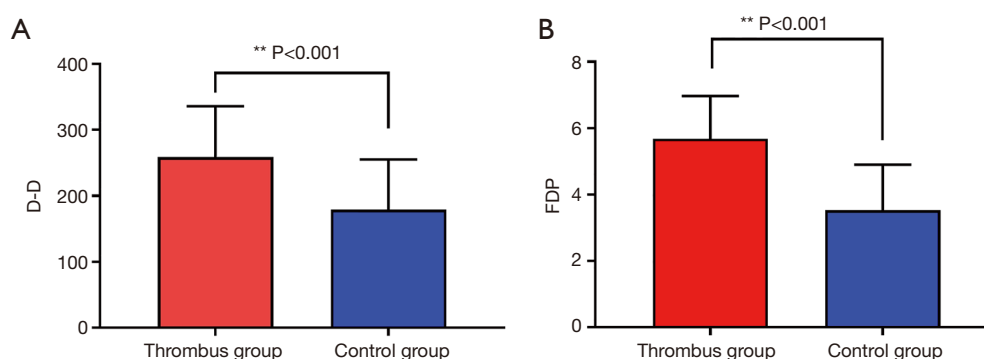 A
** P<0.001
400
300
200
100
0
D-D
Thrombus group
Control group
B
** P<0.001
8
6
4
2
0
FDP
Thrombus group
Control group